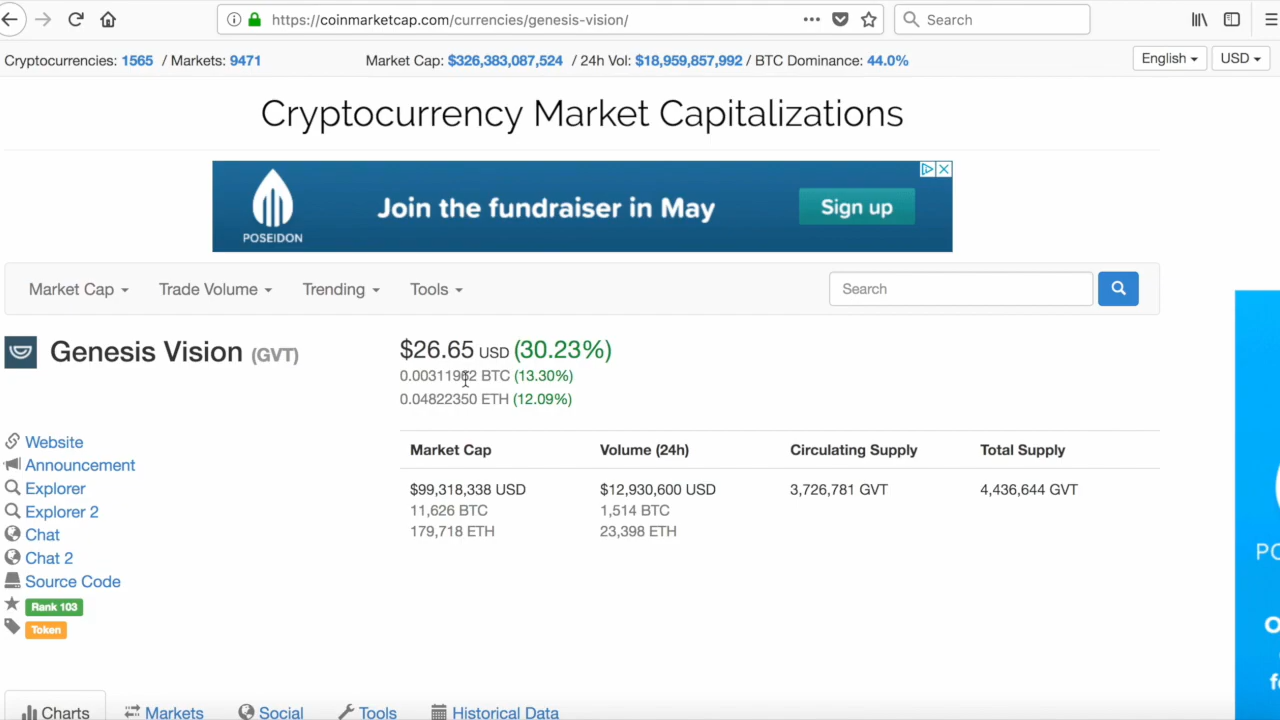 https://coinmarketcap.com/currencies/genesis-vision/
Search
Cryptocurrencies: 1565 / Markets: 9471
Market Cap: $326,383,087,524 / 24h Vol: $18,959,857,992 / BTC Dominance: 44.0%
English
USD
Cryptocurrency Market Capitalizations
POSEIDON
Join the fundraiser in May
Sign up
Market Cap
Trade Volume
Trending
Tools
Search
Genesis Vision (GVT)
$26.65 USD (30.23%)
BTC (13.30%)
0.04822350 ETH (12.09%)
Website
Announcement
Explorer
Explorer 2
Chat
Chat 2
Source Code
Rank 103
Token
Market Cap Volume (24h) Circulating Supply Total Supply
$99,318,338 USD $12,930,600 USD 3,726,781 GVT 4,436,644 GVT
11,626 BTC 1,514 BTC
179,718 ETH 23,398 ETH
Charts
Markets
Social
Tools
Historical Data